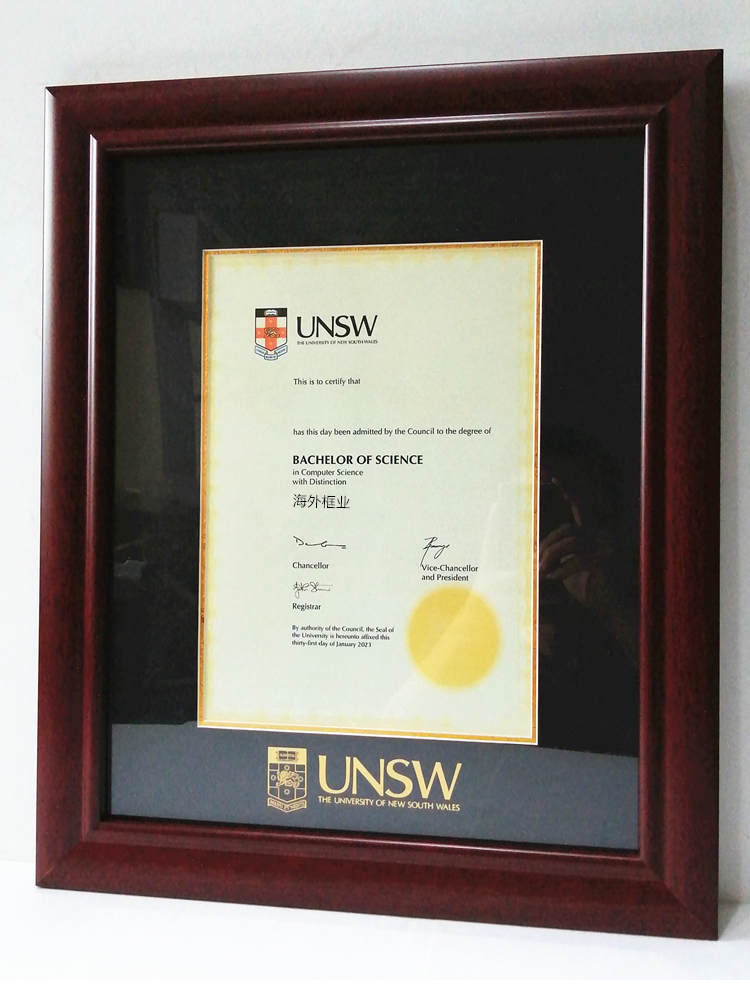 UNSW
THE UNIVERSITY OF NEW SOUTH WALES
This is to certify that
has this day been admitted by the Council to the degree of
BACHELOR OF SCIENCE
in Computer Science
with Distinction
海外框业
Chancellor
Vice-Chancellor
and President
Registrar
By authority of the Council, the Seal of
the University is hereunto affixed this
thirty-first day of January 2023
UNSW
THE UNIVERSITY OF NEW SOUTH WALES